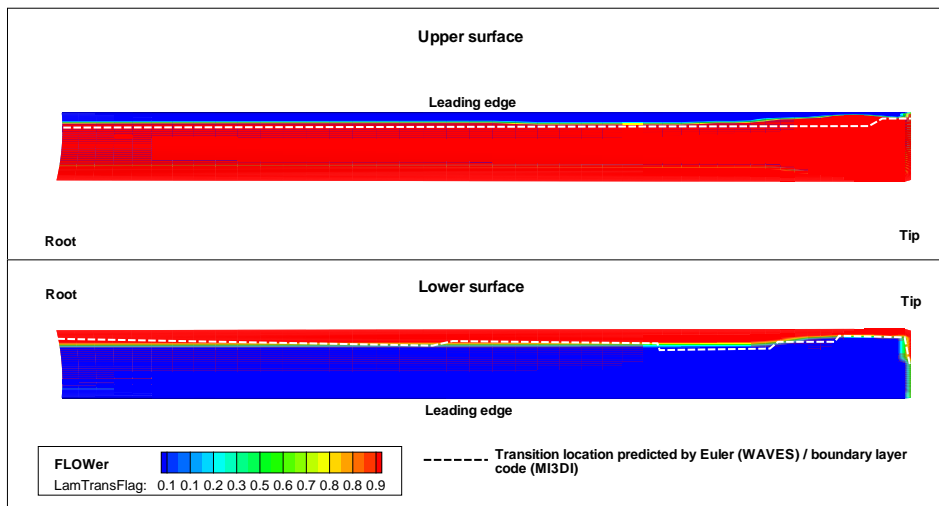 Upper surface
Leading edge
Root
Tip
Root
Lower surface
Tip
Leading edge
FLOWer
LamTransFlag: 0.1 0.1 0.2 0.3 0.5 0.6 0.7 0.8 0.8 0.9
Transition location predicted by Euler (WAVES) / boundary layer
code (MI3DI)